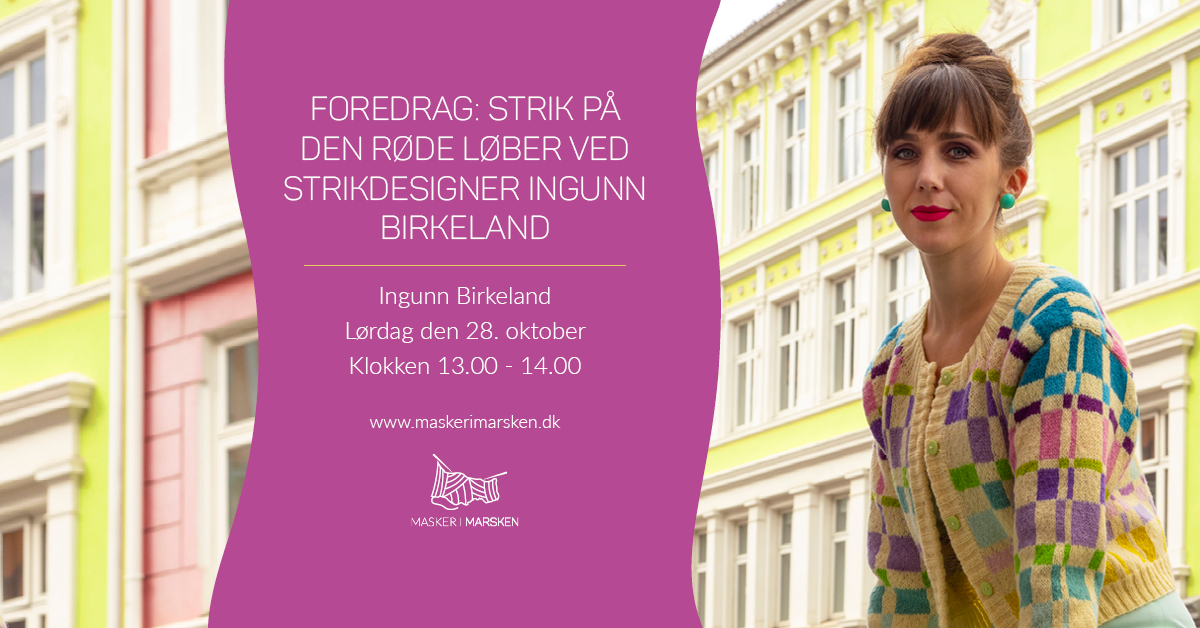 FOREDRAG: STRIK PÅ
DEN RØDE LØBER VED
STRIKDESIGNER INGUNN
BIRKELAND
Ingunn Birkeland
Lørdag den 28. oktober
Klokken 13.00 - 14.00
www.maskerimarsken.dk
MASKER I MARSKEN